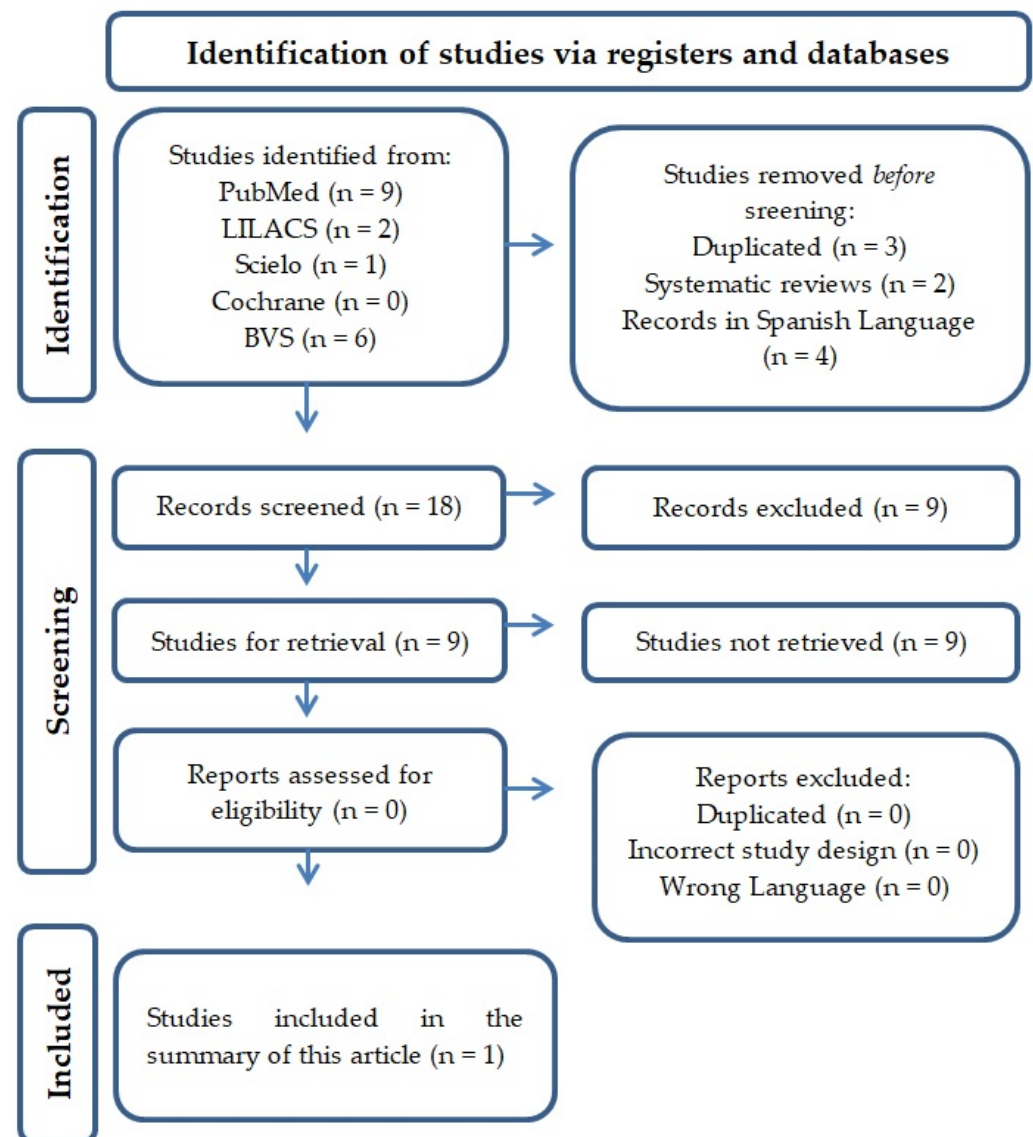 Identification of studies via registers and databases
Identification
Studies identified from:
PubMed (n = 9)
LILACS (n = 2)
Scielo (n = 1)
Cochrane (n = 0)
BVS (n = 6)
Studies removed before
sreening:
Duplicated (n = 3)
Systematic reviews (n = 2)
Records in Spanish Language
(n = 4)
Screening
Records screened (n = 18)
Records excluded (n = 9)
Studies for retrieval (n = 9)
Studies not retrieved (n = 9)
Reports assessed for
eligibility (n = 0)
Reports excluded:
Duplicated (n = 0)
Incorrect study design (n = 0)
Wrong Language (n = 0)
Included
Studies included in the
summary of this article (n = 1)